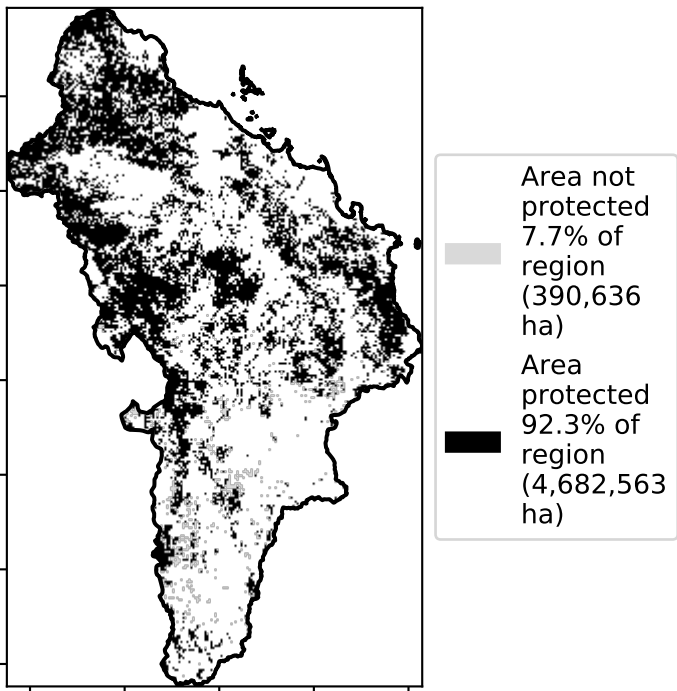 Area not
protected
7.7% of
region
(390,636
ha)
Area
protected
92.3% of
region
(4,682,563
ha)